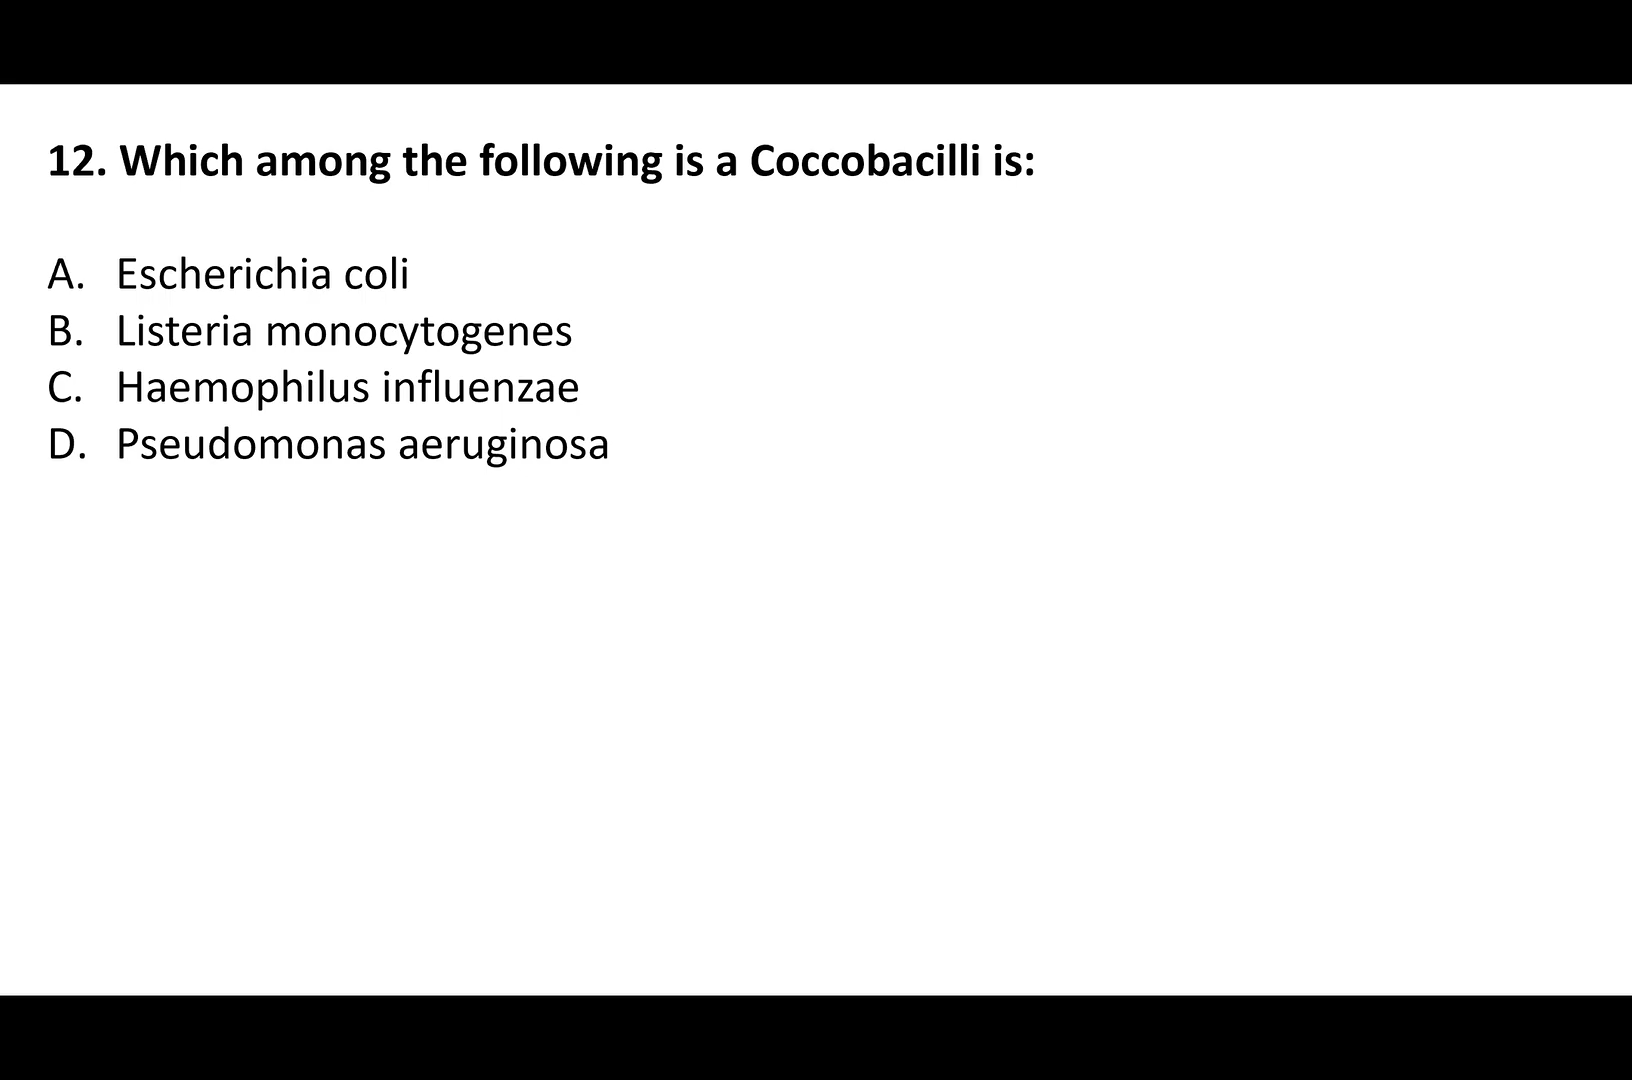 12. Which among the following is a Coccobacilli is:
A. Escherichia coli
B. Listeria monocytogenes
C. Haemophilus influenzae
D. Pseudomonas aeruginosa